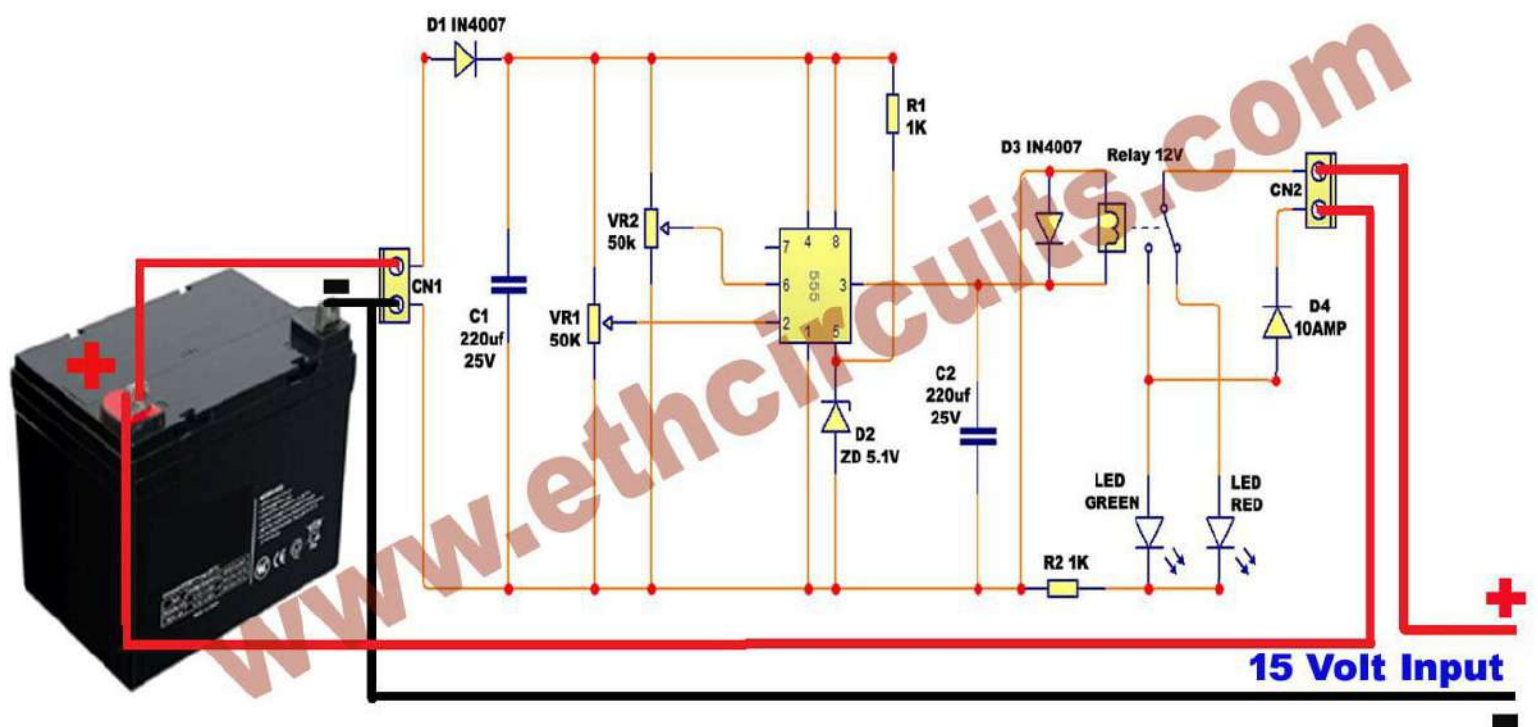 D1 IN4007
R1
1K
D3 IN4007
Relay 12V
CN2
VR2
50k
7
4
8
555
6
3
2
1
5
CN1
C1
220uf
25V
VR1
50K
D4
10AMP
C2
220uf
25V
D2
ZD 5.1V
LED
GREEN
LED
RED
R2 1K
+
-
+
15 Volt Input
-
www.ethcircuits.com